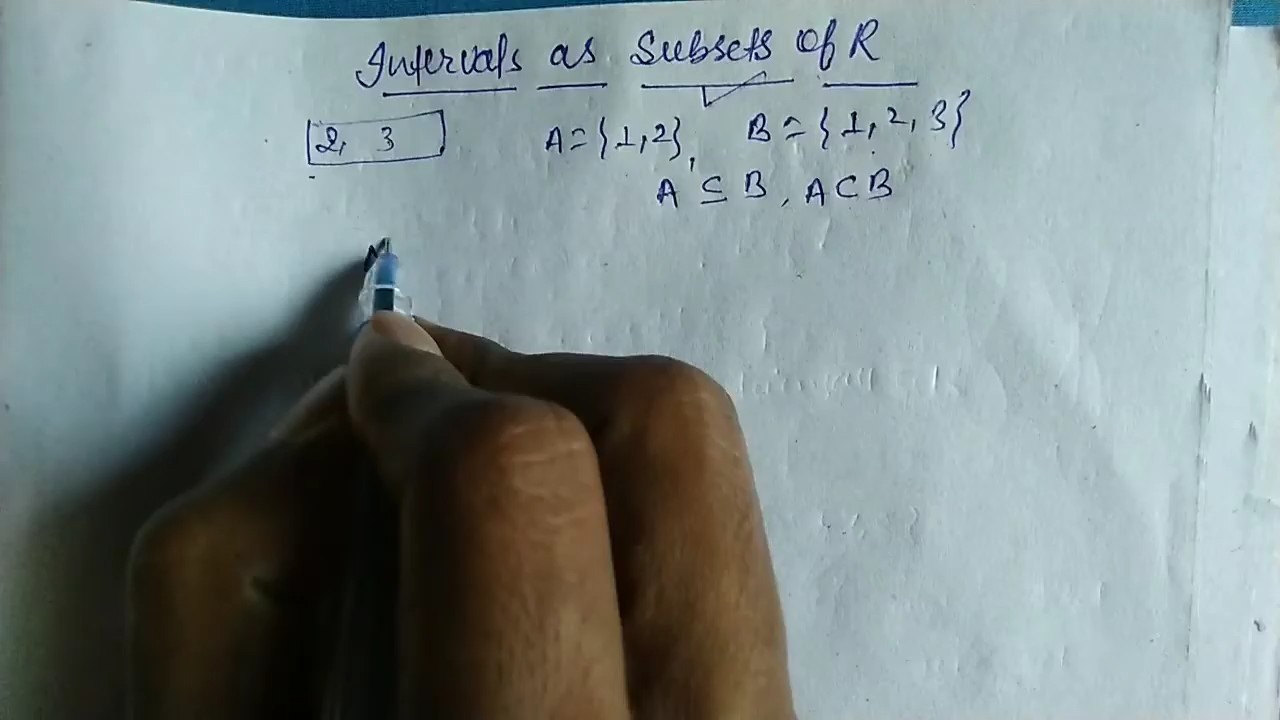 Intervals as Subsets of R
2, 3 A = {1, 2}, B = {1, 2, 3}
A ⊆ B, A ⊂ B